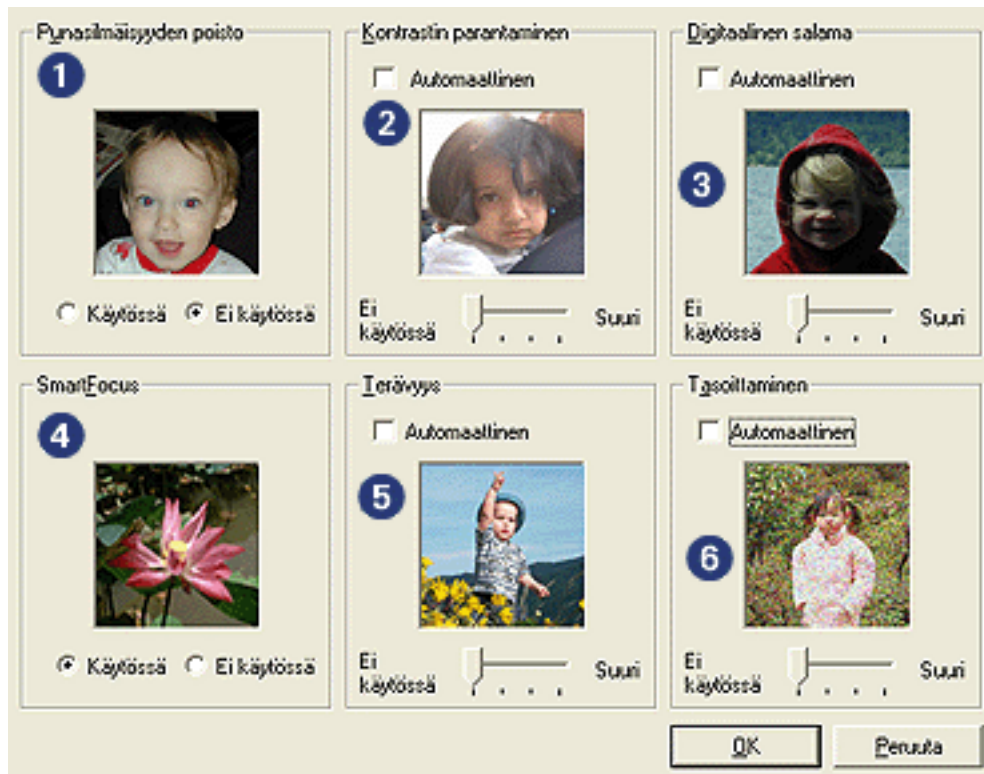 Punasilmäisyyden poisto
1
Käytössä Ei käytössä
Kontrastin parantaminen
Automaattinen
2
Ei käytössä Suuri
Digitaalinen salama
Automaattinen
3
Ei käytössä Suuri
SmartFocus
4
Käytössä Ei käytössä
Terävyys
Automaattinen
5
Ei käytössä Suuri
Tasoittaminen
Automaattinen
6
Ei käytössä Suuri
OK Peruuta